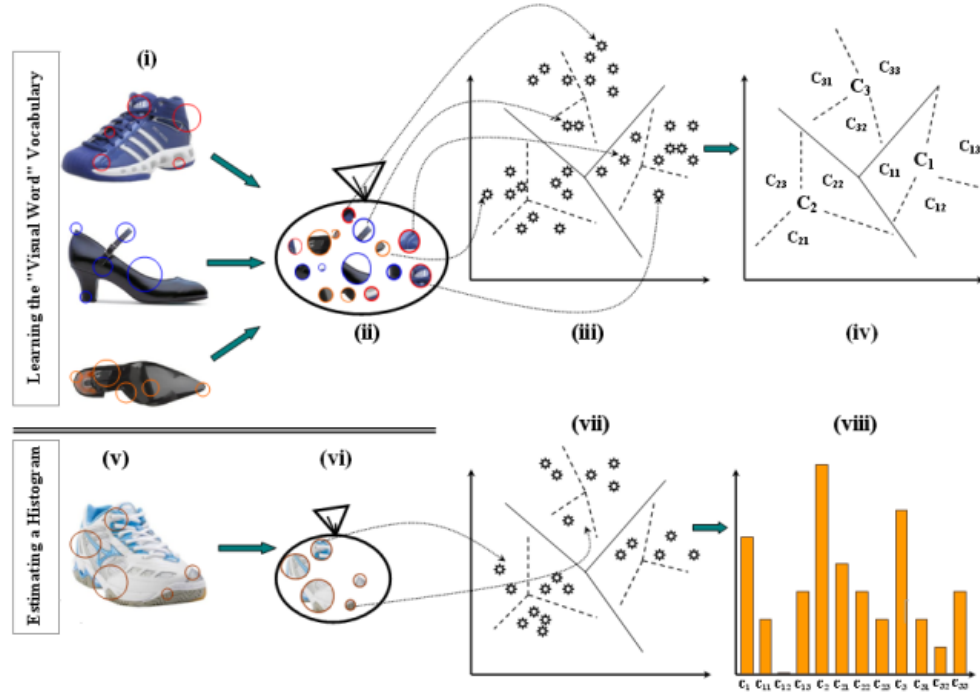 Learning the "Visual Word" Vocabulary
(i)
(ii)
(iii)
(iv)
C31
C33
C3
C32
C13
C1
C11
C23
C22
C2
C12
C21
Estimating a Histogram
(v)
(vi)
(vii)
(viii)
C1 C11 C12 C13 C2 C21 C22 C23 C3 C31 C32 C33